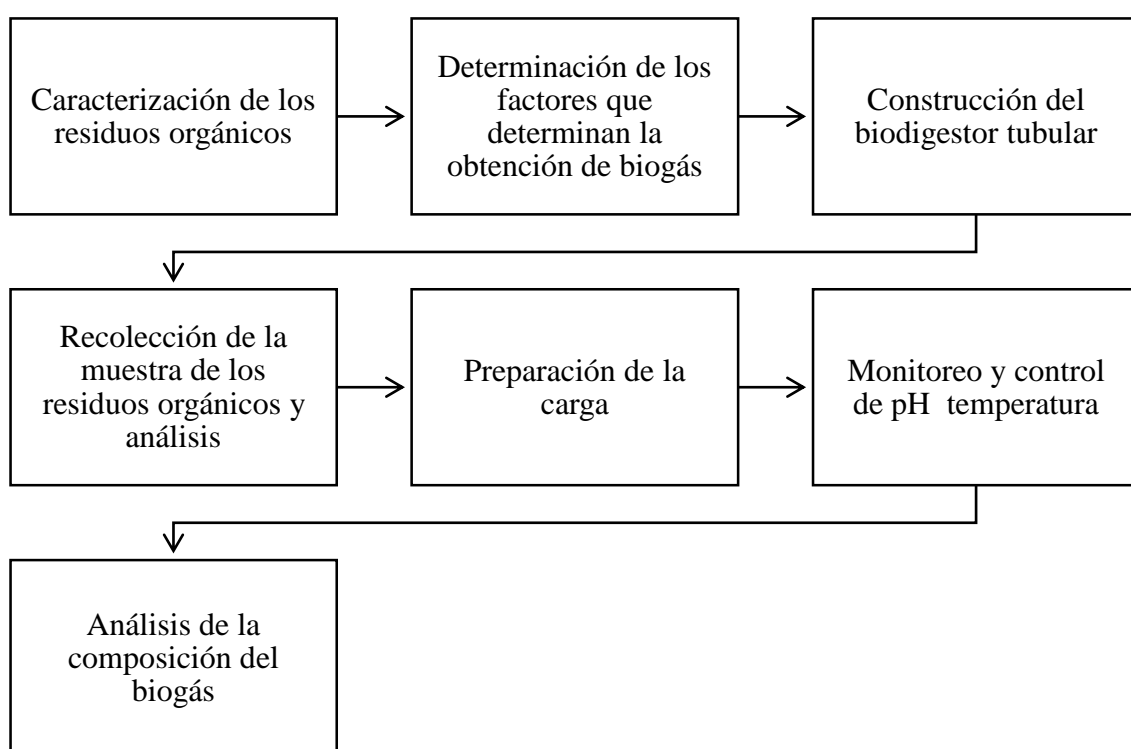 Caracterización de los
residuos orgánicos
Determinación de los
factores que
determinan la
obtención de biogás
Construcción del
biodigestor tubular
Recolección de la
muestra de los
residuos orgánicos y
análisis
Preparación de la
carga
Monitoreo y control
de pH  temperatura
Análisis de la
composición del
biogás